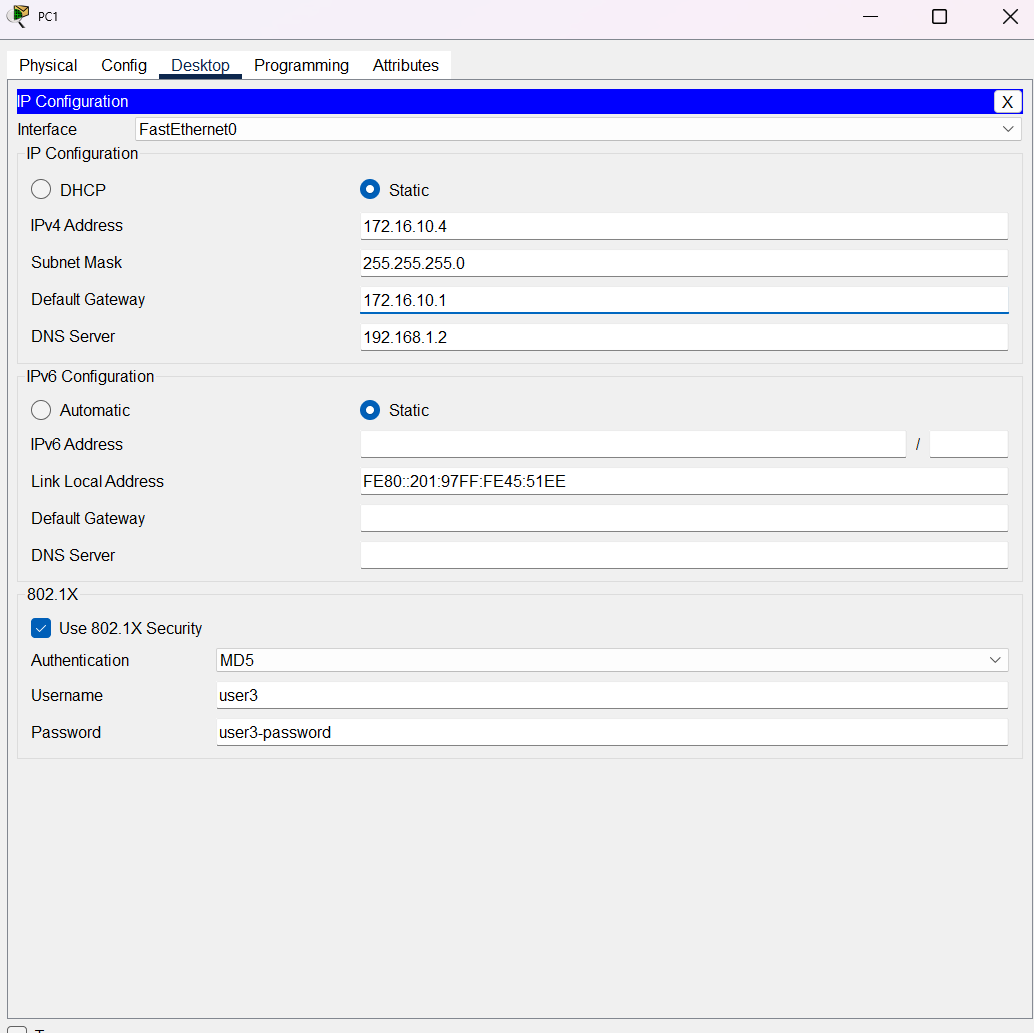 PC1
Physical Config Desktop Programming Attributes
IP Configuration X
Interface FastEthernet0
IP Configuration
DHCP Static
IPv4 Address 172.16.10.4
Subnet Mask 255.255.255.0
Default Gateway 172.16.10.1
DNS Server 192.168.1.2
IPv6 Configuration
Automatic Static
IPv6 Address /
Link Local Address FE80::201:97FF:FE45:51EE
Default Gateway
DNS Server
802.1X
Use 802.1X Security
Authentication MD5
Username user3
Password user3-password